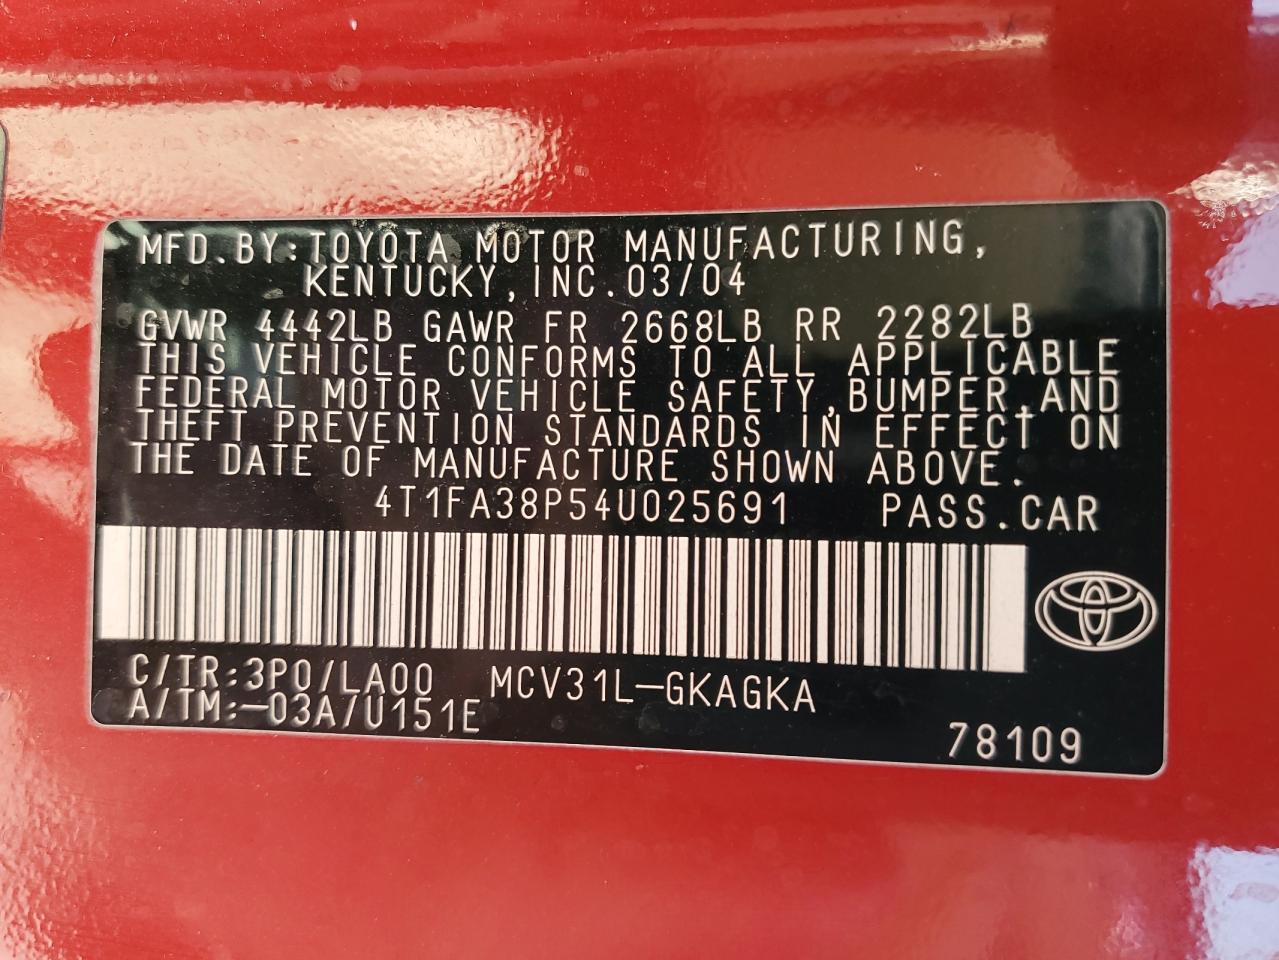 MFD.BY:TOYOTA MOTOR MANUFACTURING,
KENTUCKY,INC.03/04
GVWR 4442LB GAWR FR 2668LB RR 2282LB
THIS VEHICLE CONFORMS TO ALL APPLICABLE
FEDERAL MOTOR VEHICLE SAFETY,BUMPER,AND
THEFT PREVENTION STANDARDS IN EFFECT ON
THE DATE OF MANUFACTURE SHOWN ABOVE.
4T1FA38P54U025691 PASS.CAR
C/TR:3P0/LA00 MCV31L-GKAGKA
A/TM:-03A/U151E
78109